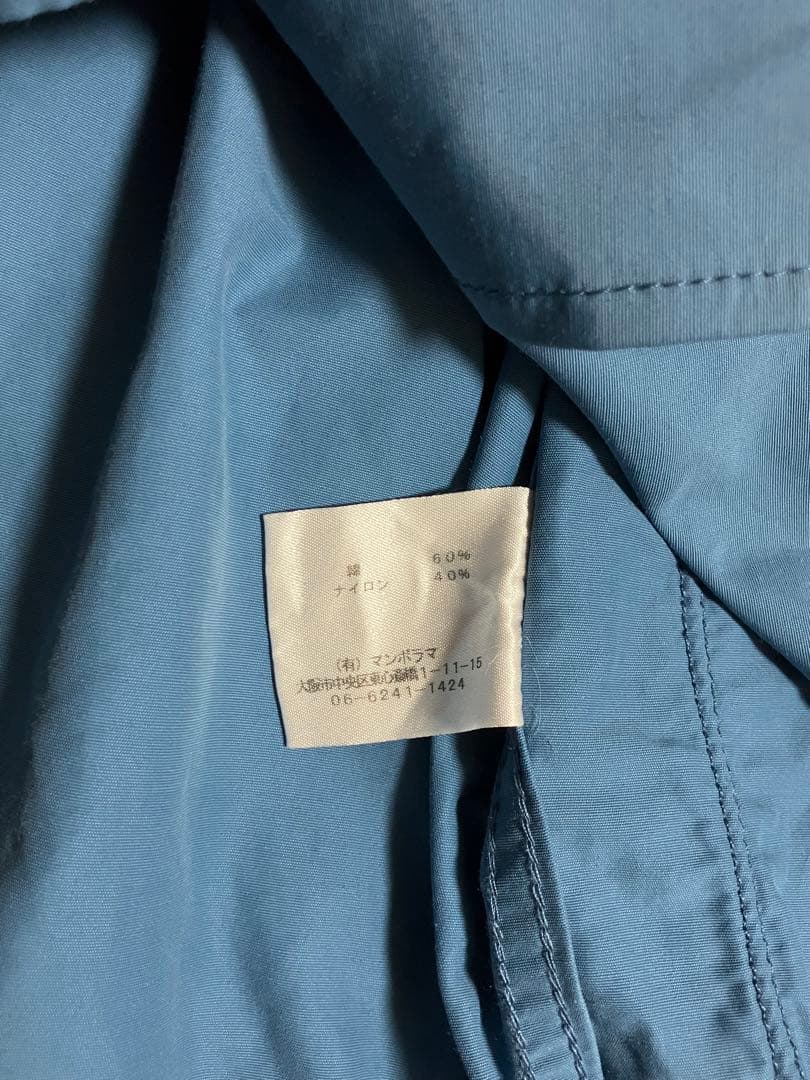 綿 60%
ナイロン 40%
(有) マンボラマ
大阪市中央区東心斎橋1-11-15
06-6241-1424